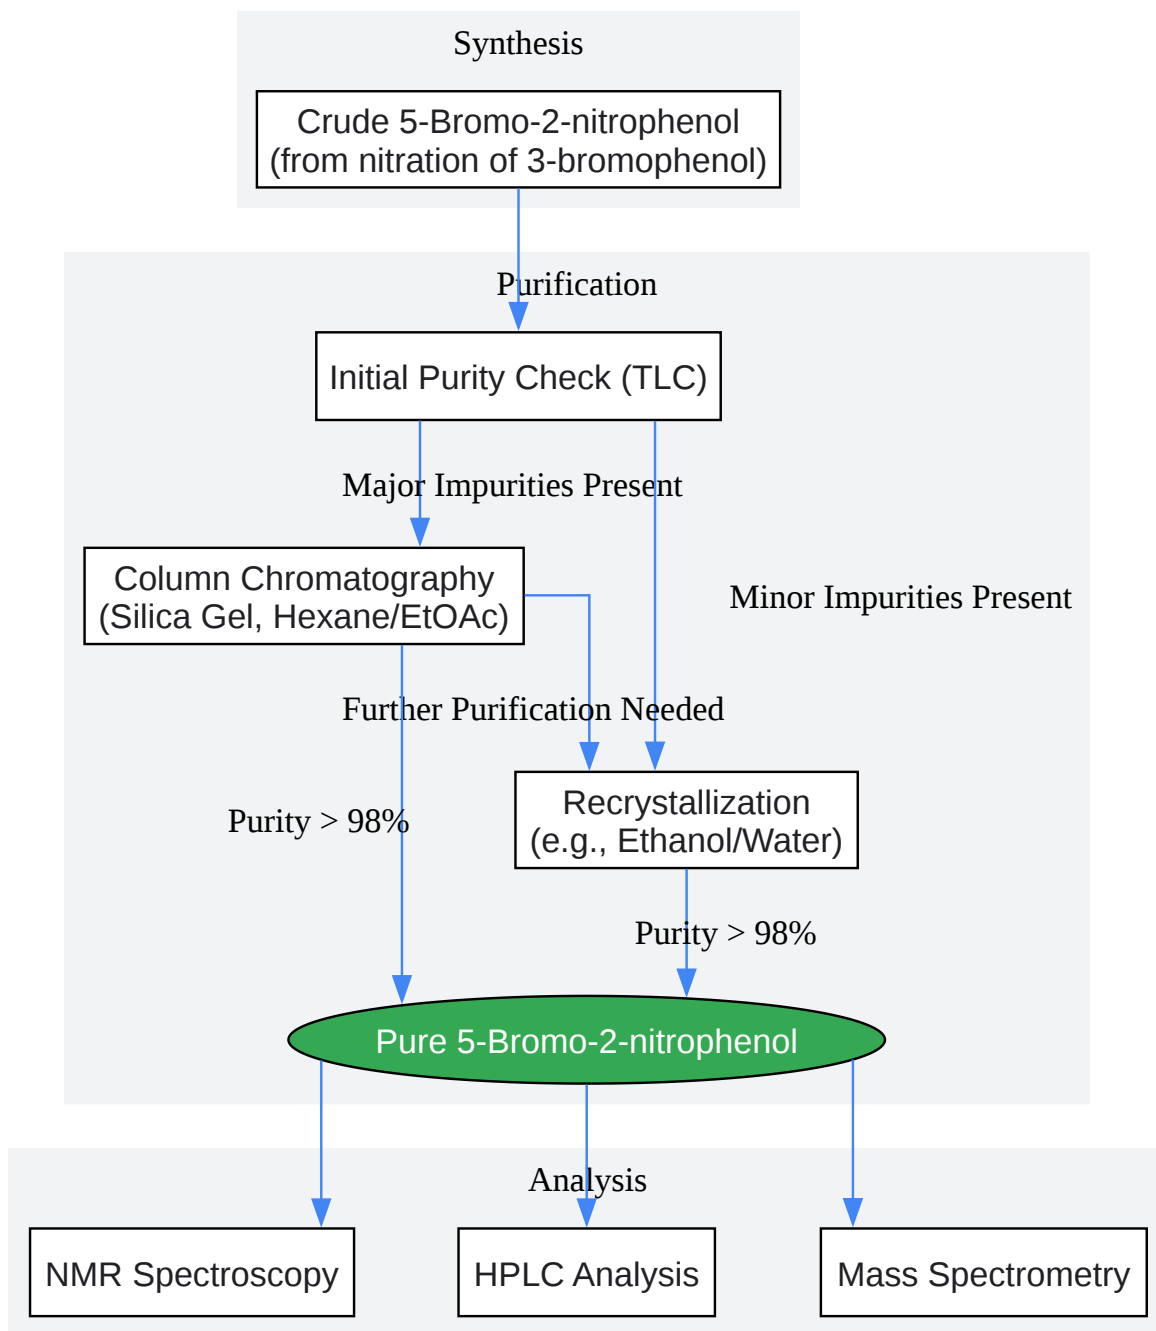 Synthesis
Crude 5-Bromo-2-nitrophenol
(from nitration of 3-bromophenol)
Purification
Initial Purity Check (TLC)
Major Impurities Present
Column Chromatography
(Silica Gel, Hexane/EtOAc)
Minor Impurities Present
Further Purification Needed
Recrystallization
(e.g., Ethanol/Water)
Purity > 98%
Purity > 98%
Pure 5-Bromo-2-nitrophenol
Analysis
NMR Spectroscopy
HPLC Analysis
Mass Spectrometry